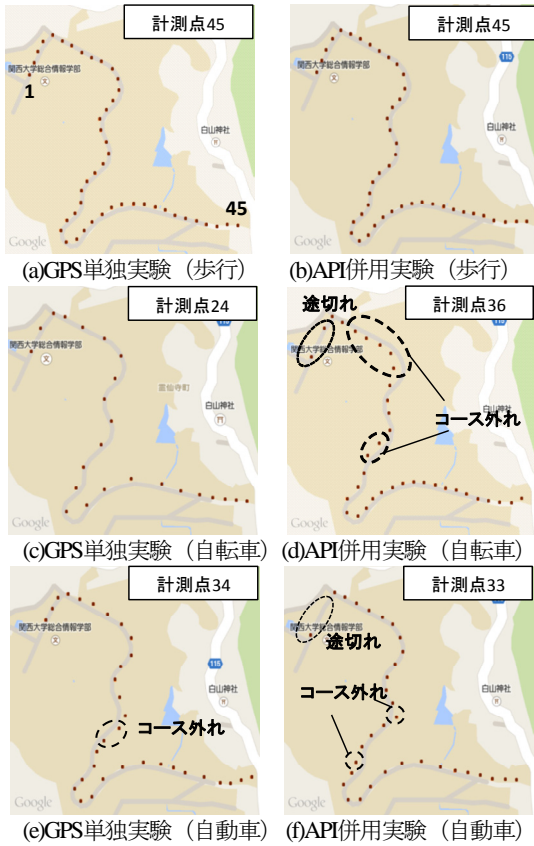 計測点45
関西大学総合情報学部
1
白山神社
45
Google
(a)GPS単独実験（歩行）
計測点45
関西大学総合情報学部
115
白山神社
Google
(b)API併用実験（歩行）
計測点24
関西大学総合情報学部
霊仙寺町
白山神社
Google
(c)GPS単独実験（自転車）
計測点36
途切れ
関西大学総合情報学部
白山神社
コース外れ
Google
(d)API併用実験（自転車）
計測点34
関西大学総合情報学部
115
白山神社
コース外れ
Google
(e)GPS単独実験（自動車）
計測点33
関西大学総合情報学部
途切れ
115
コース外れ
白山神社
Google
(f)API併用実験（自動車）